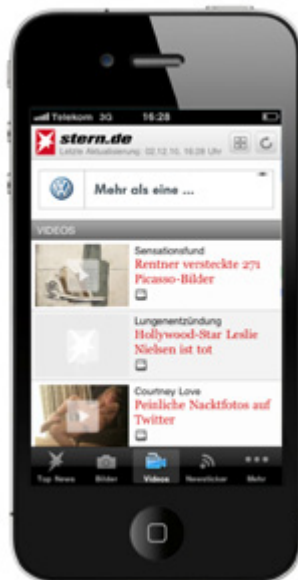 Telekom 3G 16:28
stern.de
Letzte Aktualisierung: 02.12.10, 16:28 Uhr
Mehr als eine ...
VIDEOS
Sensationsfund
Rentner versteckte 271
Picasso-Bilder
Lungenentzündung
Hollywood-Star Leslie
Nielsen ist tot
Courtney Love
Peinliche Nacktfotos auf
Twitter
Top News Bilder Videos Newsticker Mehr